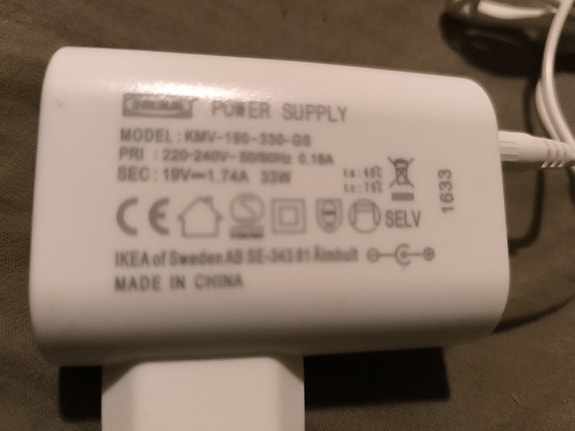 POWER SUPPLY
MODEL: KMV-190-330-GS
PRI : 220-240V~50/60Hz 0.18A
SEC: 19V⎓1.74A 33W
ta:40℃
tc:75℃
CE
SELV
IKEA of Sweden AB SE-343 81 Älmhult
MADE IN CHINA
1633